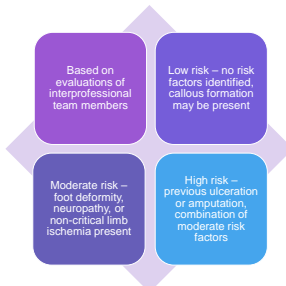 Based on
evaluations of
interprofessional
team members
Low risk – no risk
factors identified,
callous formation
may be present
Moderate risk –
foot deformity,
neuropathy, or
non-critical limb
ischemia present
High risk –
previous ulceration
or amputation,
combination of
moderate risk
factors